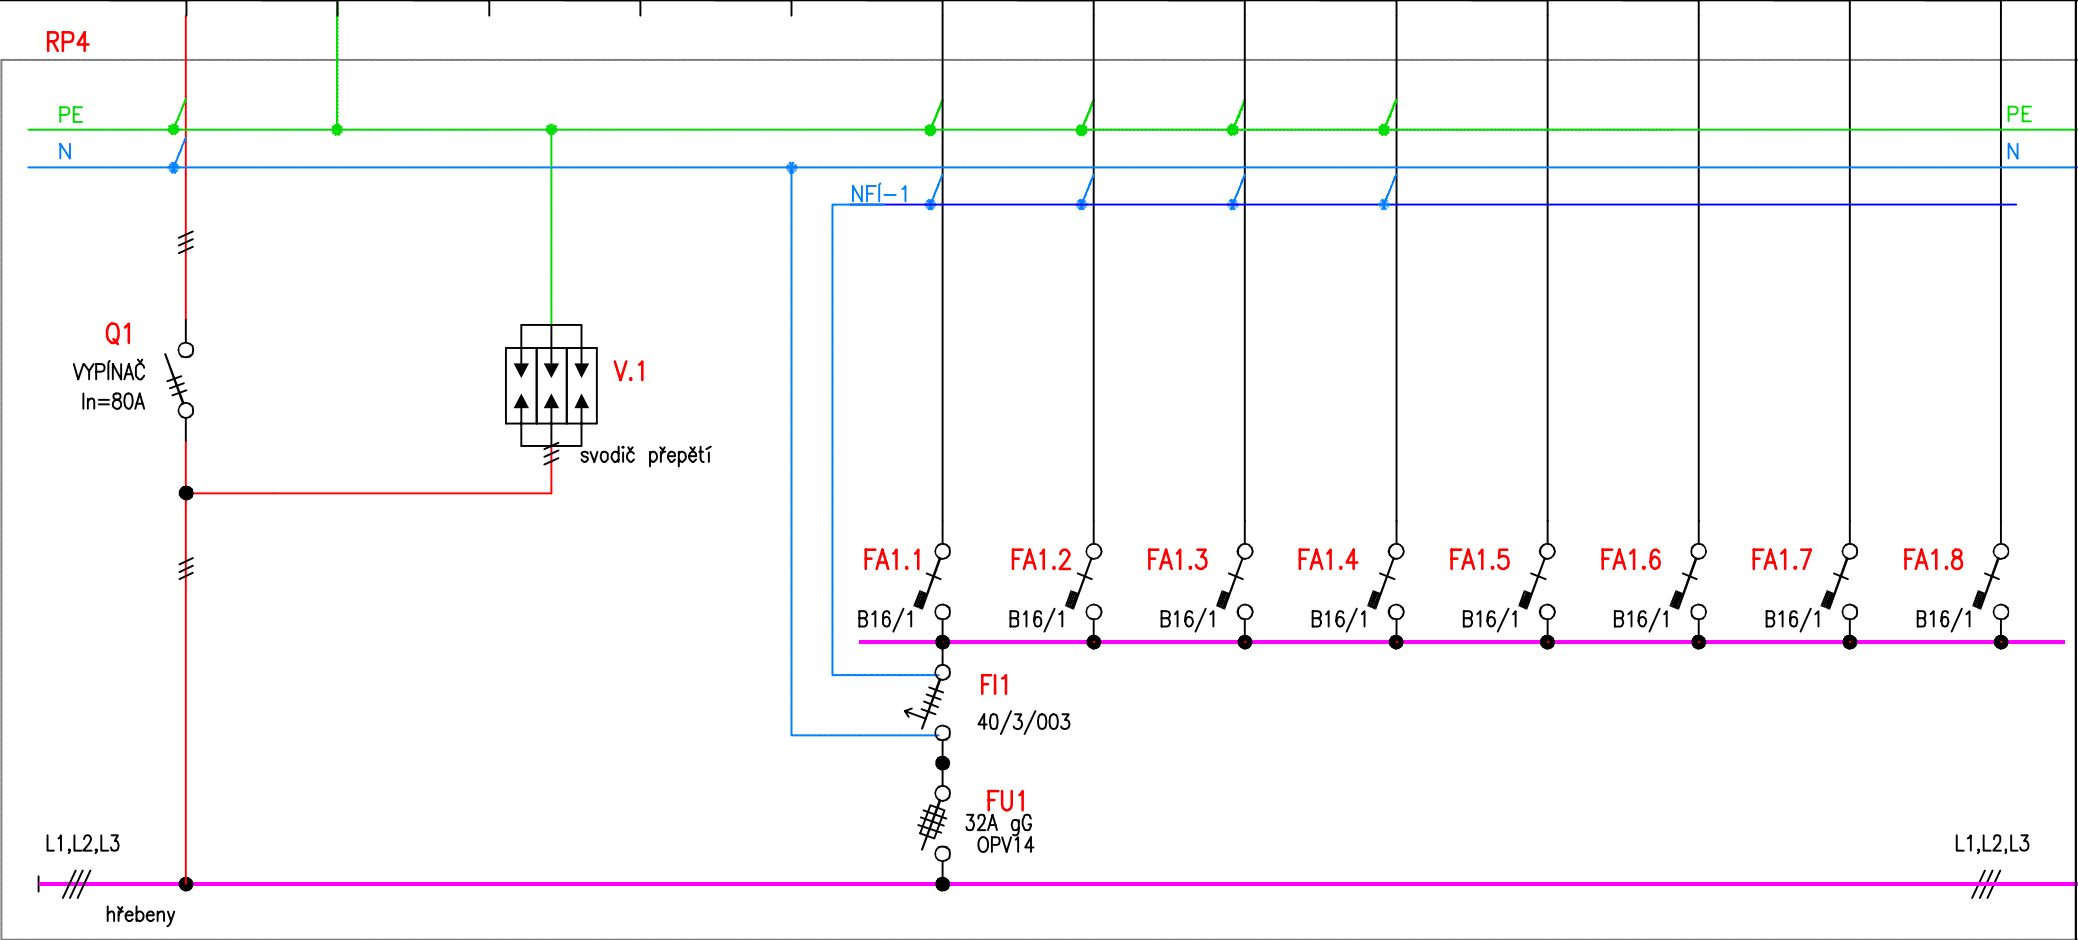 RP4
PE
PE
N
N
NFÍ-1
Q1
VYPÍNAČ
In=80A
V.1
svodič přepětí
FA1.1
FA1.2
FA1.3
FA1.4
FA1.5
FA1.6
FA1.7
FA1.8
B16/1
B16/1
B16/1
B16/1
B16/1
B16/1
B16/1
B16/1
FI1
40/3/003
FU1
32A gG
OPV14
L1,L2,L3
L1,L2,L3
hřebeny